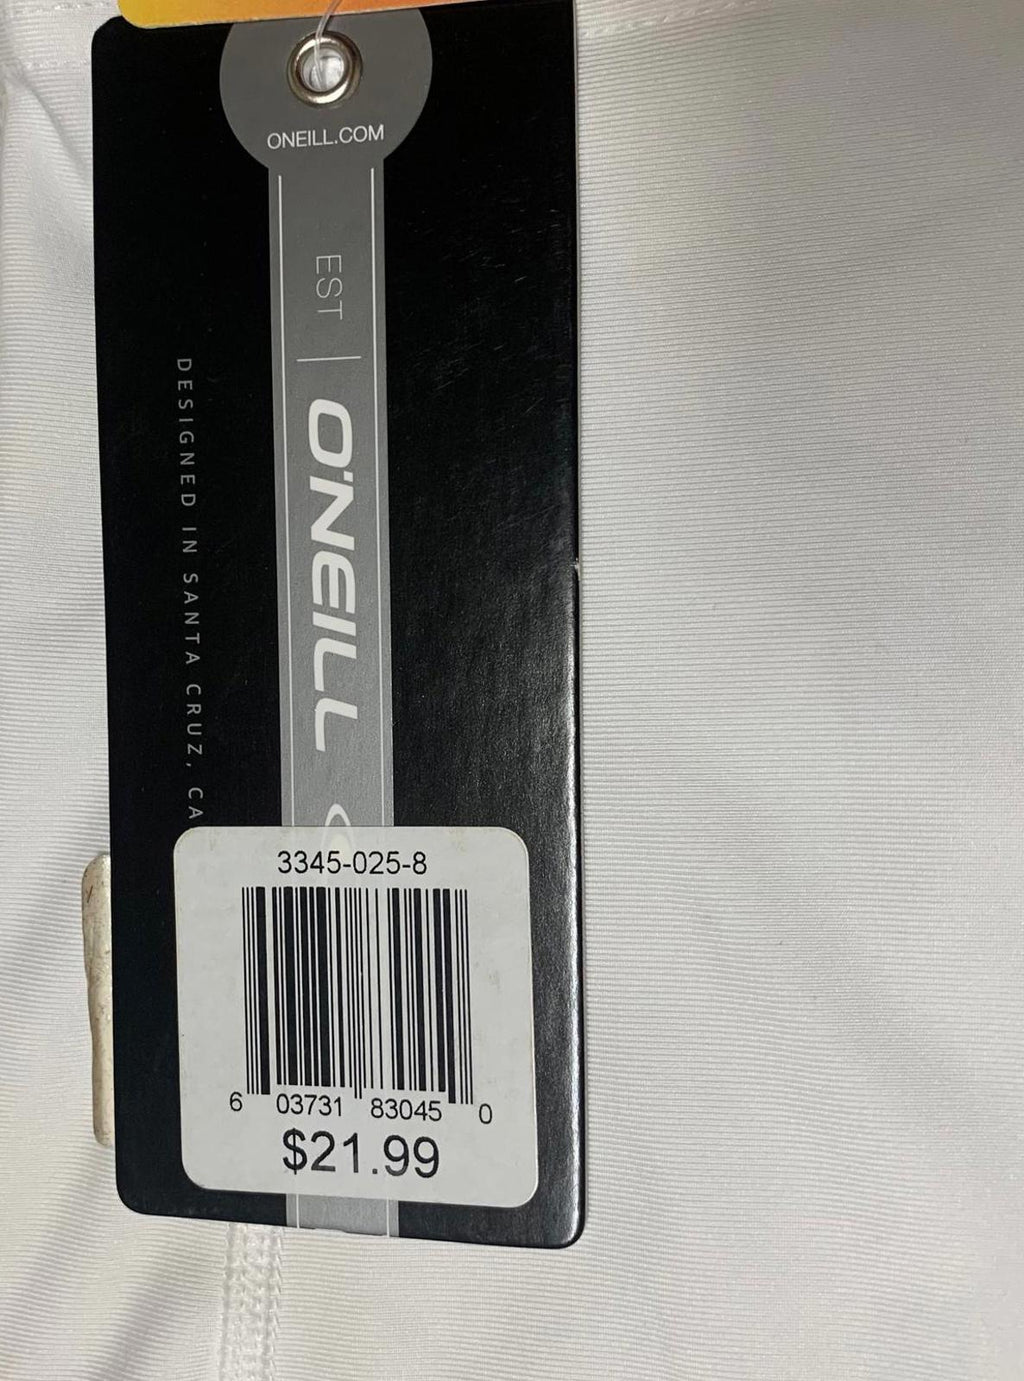 ONEILL.COM
EST
O'NEILL
DESIGNED IN SANTA CRUZ, CA
3345-025-8
6 03731 83045 0
$21.99